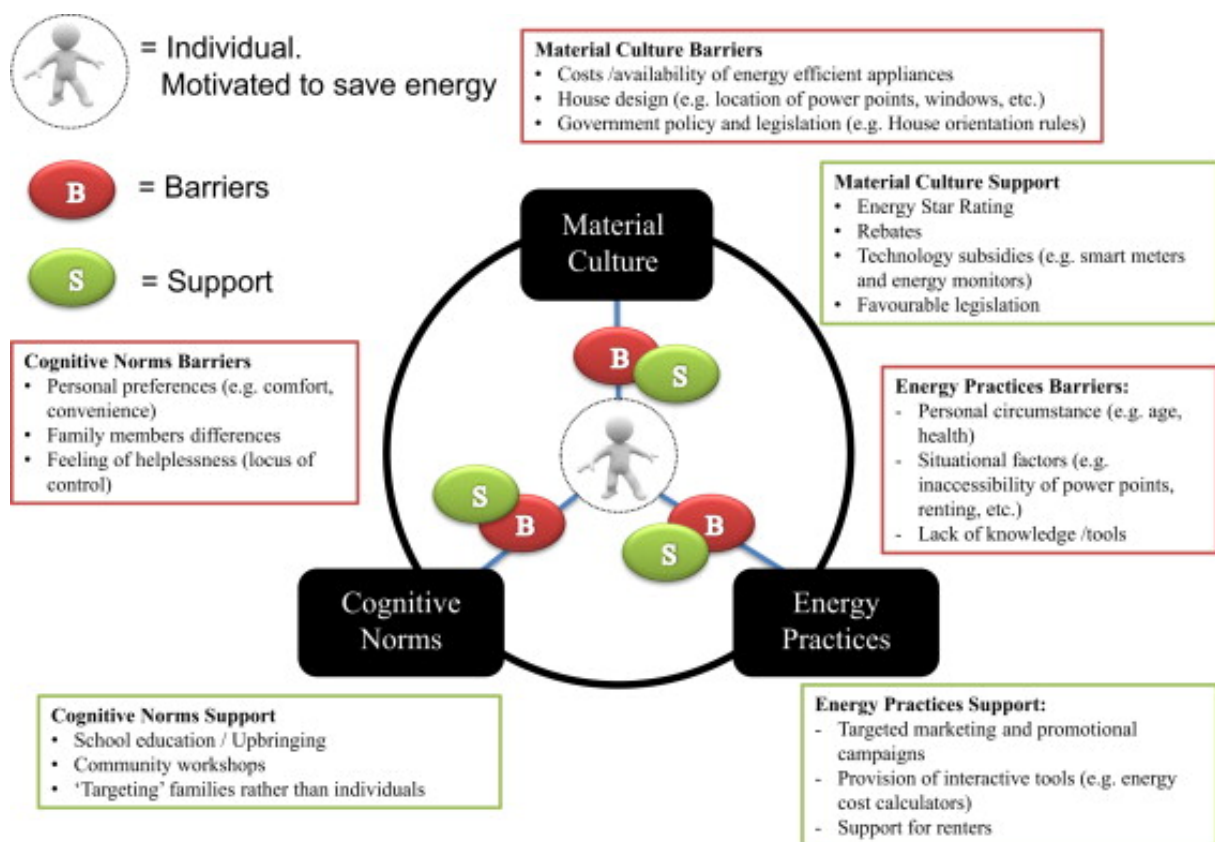 = Individual.
Motivated to save energy
B = Barriers
S = Support
Material Culture Barriers
• Costs /availability of energy efficient appliances
• House design (e.g. location of power points, windows, etc.)
• Government policy and legislation (e.g. House orientation rules)
Material Culture Support
• Energy Star Rating
• Rebates
• Technology subsidies (e.g. smart meters
and energy monitors)
• Favourable legislation
Material
Culture
B
S
Cognitive Norms Barriers
• Personal preferences (e.g. comfort,
convenience)
• Family members differences
• Feeling of helplessness (locus of
control)
Energy Practices Barriers:
- Personal circumstance (e.g. age,
health)
- Situational factors (e.g.
inaccessibility of power points,
renting, etc.)
- Lack of knowledge /tools
S
B
B
S
Cognitive
Norms
Energy
Practices
Cognitive Norms Support
• School education / Upbringing
• Community workshops
• ‘Targeting’ families rather than individuals
Energy Practices Support:
- Targeted marketing and promotional
campaigns
- Provision of interactive tools (e.g. energy
cost calculators)
- Support for renters